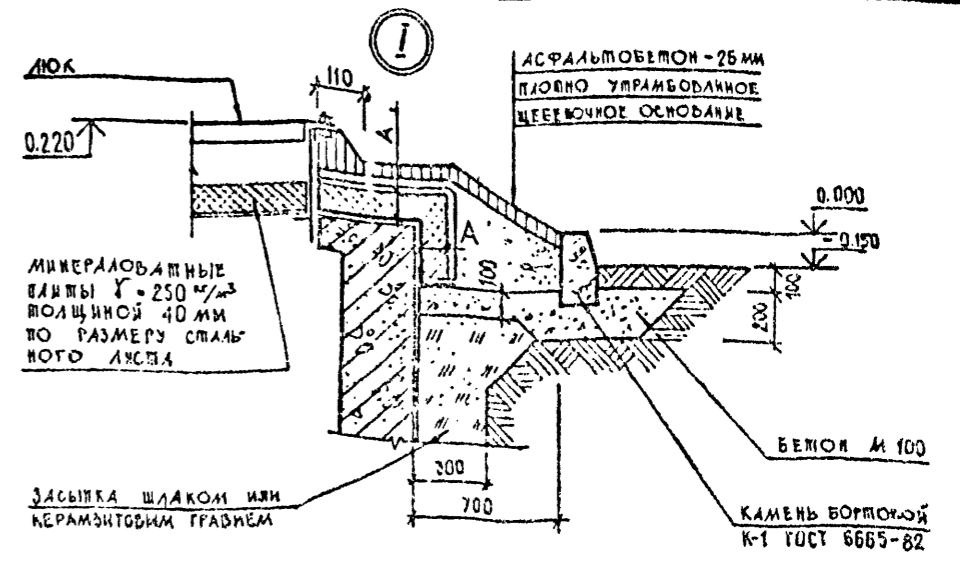 I
ЛЮК
110
А
АСФАЛЬТОБЕТОН - 25 ММ
ПЛОТНО УТРАМБОВАННОЕ
ЩЕБЕНОЧНОЕ ОСНОВАНИЕ
0.220
0.000
- 0.150
А
100
100
200
МИНЕРАЛОВАТНЫЕ
ПЛИТЫ γ = 250 кг/м³
ТОЛЩИНОЙ 40 ММ
ПО РАЗМЕРУ СТАЛЬ-
НОГО ЛИСТА
БЕТОН М 100
300
700
ЗАСЫПКА ШЛАКОМ ИЛИ
КЕРАМЗИТОВЫМ ГРАВИЕМ
КАМЕНЬ БОРТОВОЙ
К-1 ГОСТ 6665-82